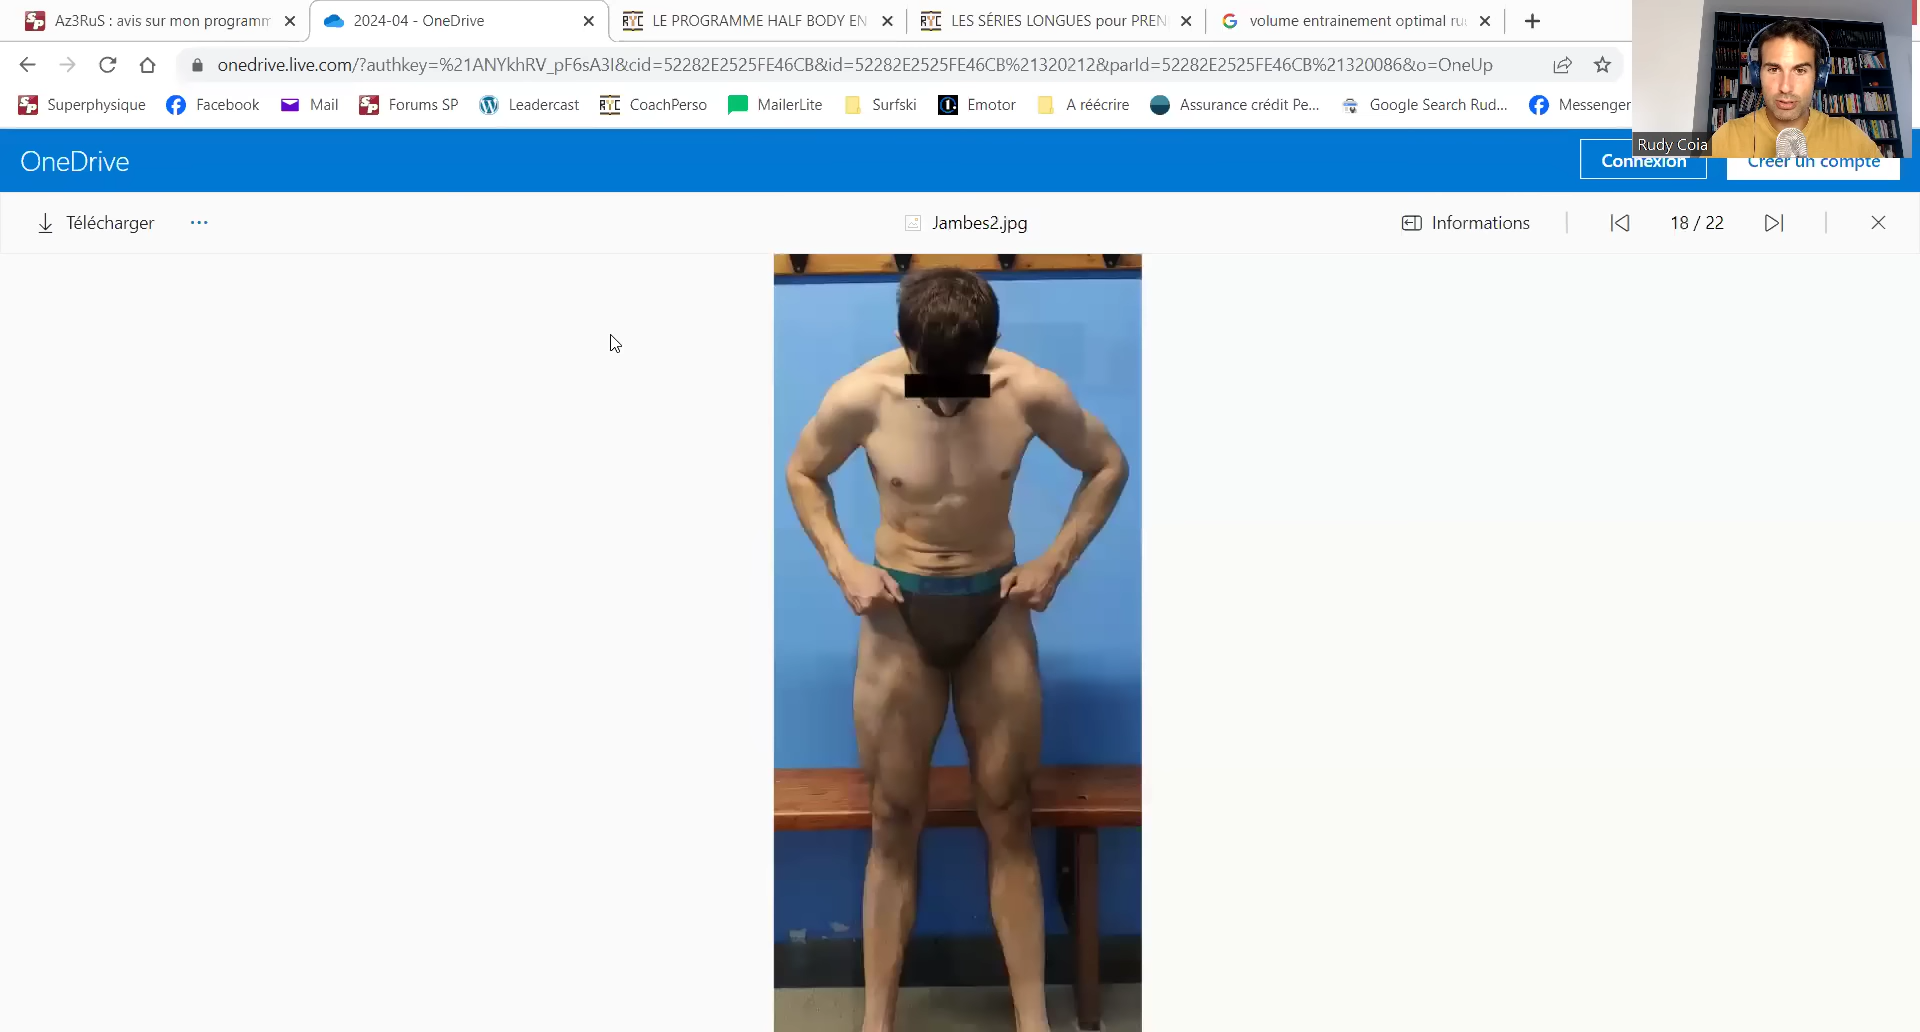 Az3RuS : avis sur mon programm
2024-04 - OneDrive
LE PROGRAMME HALF BODY EN
LES SÉRIES LONGUES pour PREN
volume entrainement optimal ru
onedrive.live.com/?authkey=%21ANYkhRV_pF6sA3I&cid=52282E2525FE46CB&id=52282E2525FE46CB%21320212&parId=52282E2525FE46CB%21320086&o=OneUp
Superphysique
Facebook
Mail
Forums SP
Leadercast
RYC CoachPerso
MailerLite
Surfski
Emotor
A réécrire
Assurance crédit Pe...
Google Search Rud...
Messenger
Rudy Coia
OneDrive
Connexion
Créer un compte
Télécharger
Jambes2.jpg
Informations
18 / 22